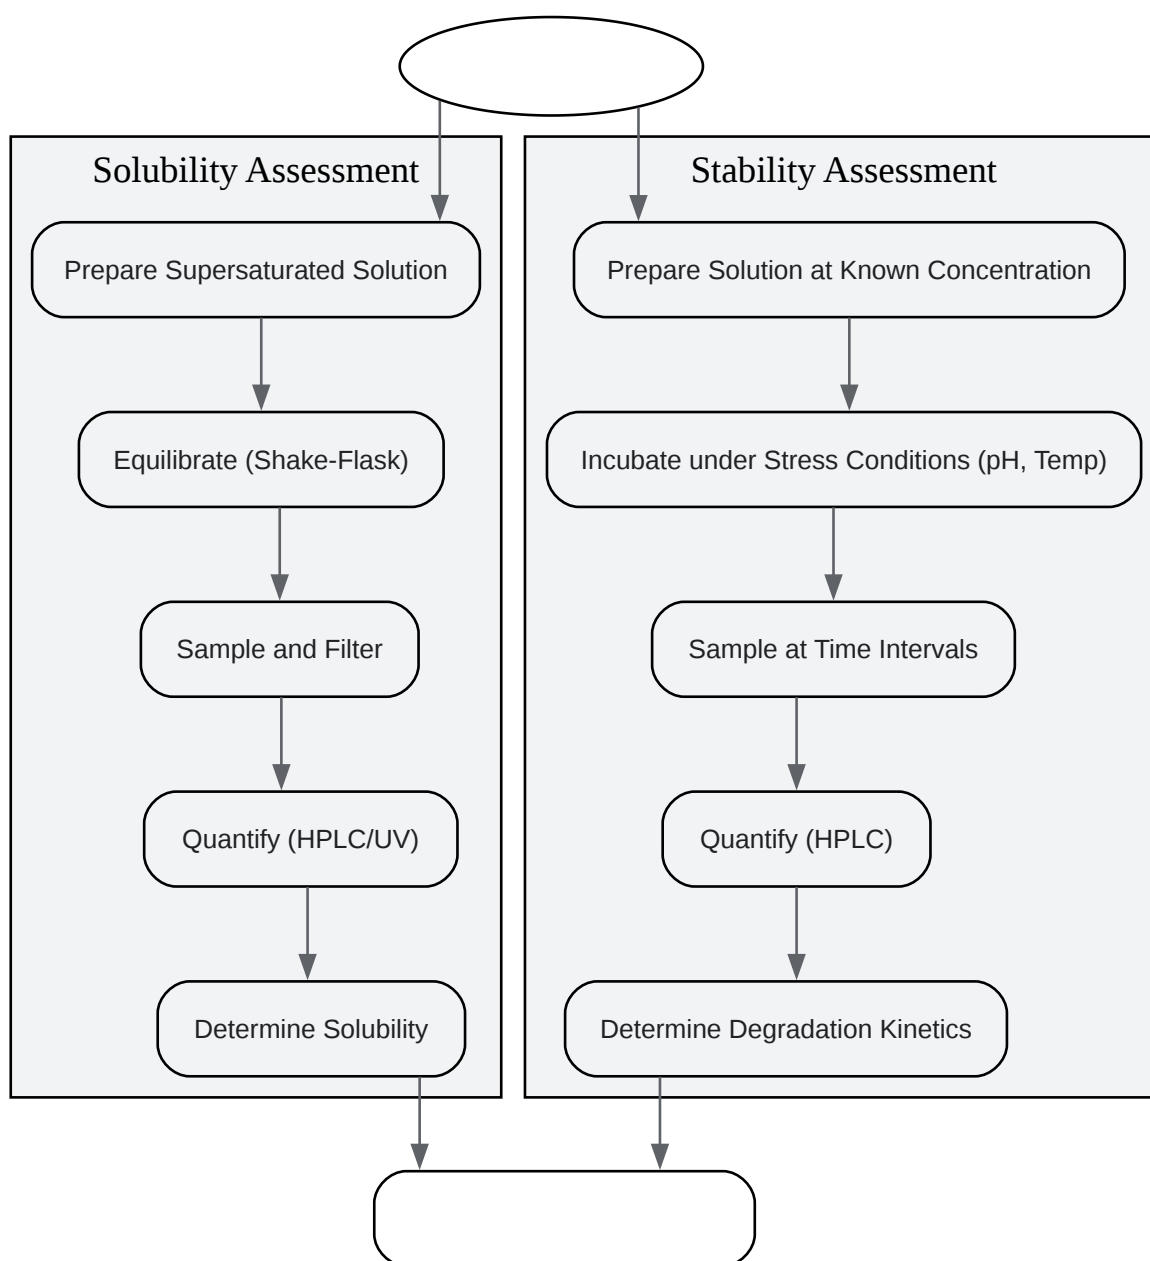 Solubility Assessment
Prepare Supersaturated Solution
Equilibrate (Shake-Flask)
Sample and Filter
Quantify (HPLC/UV)
Determine Solubility
Stability Assessment
Prepare Solution at Known Concentration
Incubate under Stress Conditions (pH, Temp)
Sample at Time Intervals
Quantify (HPLC)
Determine Degradation Kinetics